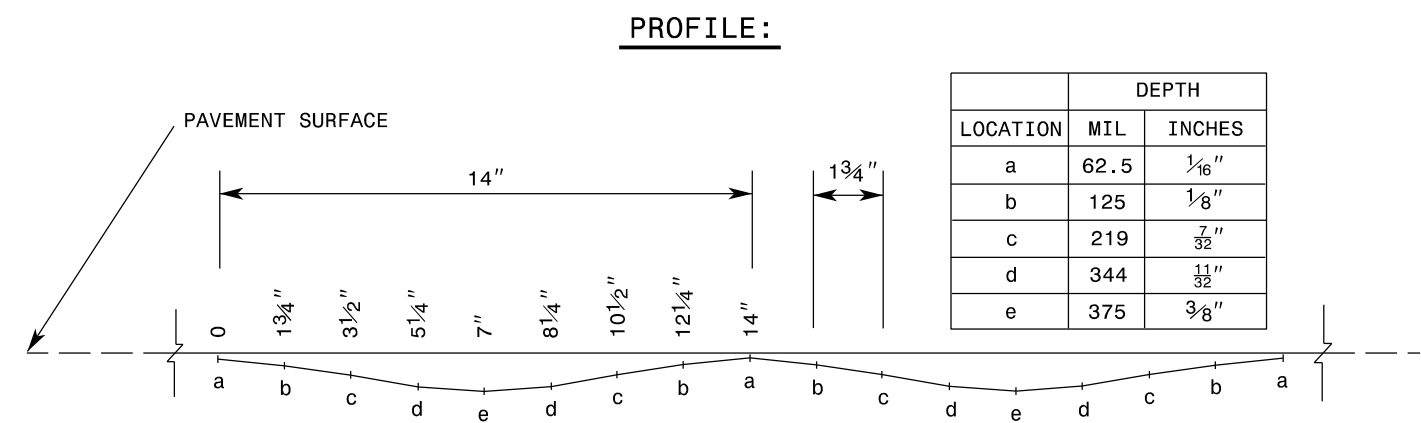 PROFILE:
PAVEMENT SURFACE
14"
1¾"
DEPTH
LOCATION MIL INCHES
a 62.5 1/16"
b 125 1/8"
c 219 7/32"
d 344 11/32"
e 375 3/8"
0 1¾" 3½" 5¼" 7" 8¼" 10½" 12¼" 14"
a b c d e d c b a b c d e d c b a